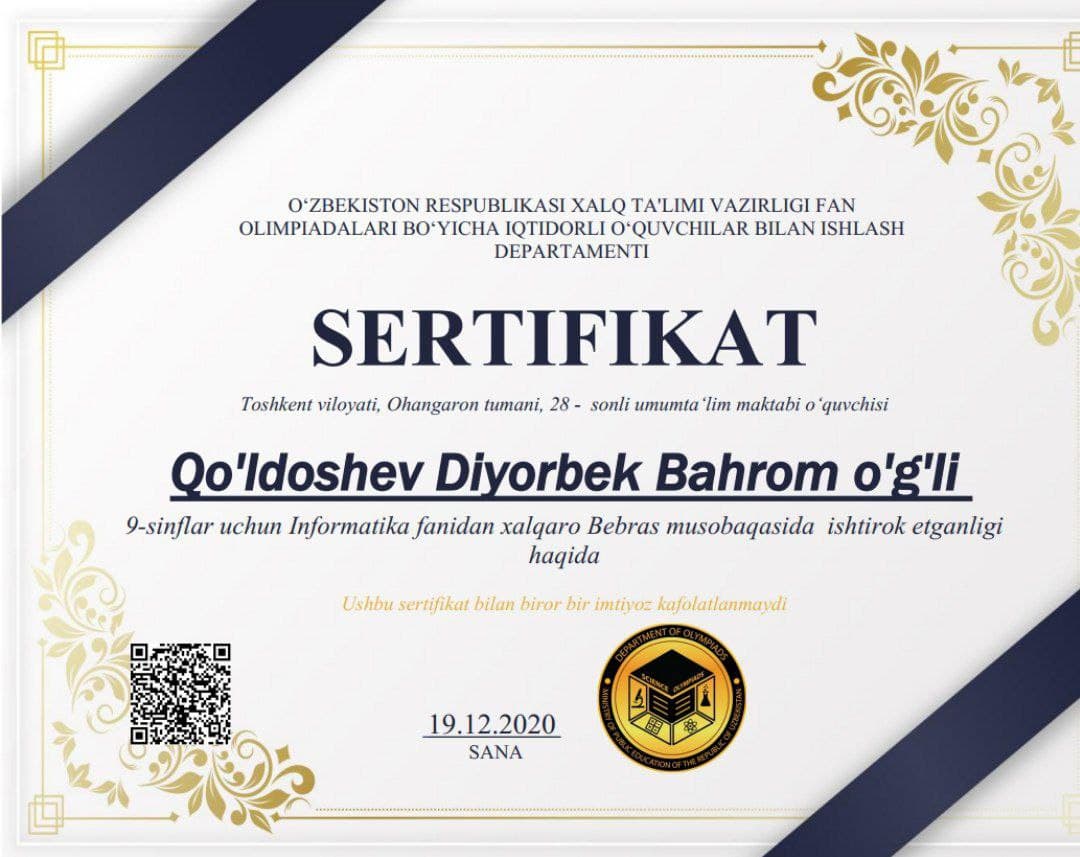 O‘ZBEKISTON RESPUBLIKASI XALQ TA'LIMI VAZIRLIGI FAN
OLIMPIADALARI BO‘YICHA IQTIDORLI O‘QUVCHILAR BILAN ISHLASH
DEPARTAMENTI
SERTIFIKAT
Toshkent viloyati, Ohangaron tumani, 28 - sonli umumta‘lim maktabi o‘quvchisi
Qo'ldoshev Diyorbek Bahrom o'g'li
9-sinflar uchun Informatika fanidan xalqaro Bebras musobaqasida ishtirok etganligi
haqida
Ushbu sertifikat bilan biror bir imtiyoz kafolatlanmaydi
19.12.2020
SANA
DEPARTMENT OF OLYMPIADS
SCIENCE OLYMPIADS
MINISTRY OF PUBLIC EDUCATION OF THE REPUBLIC OF UZBEKISTAN